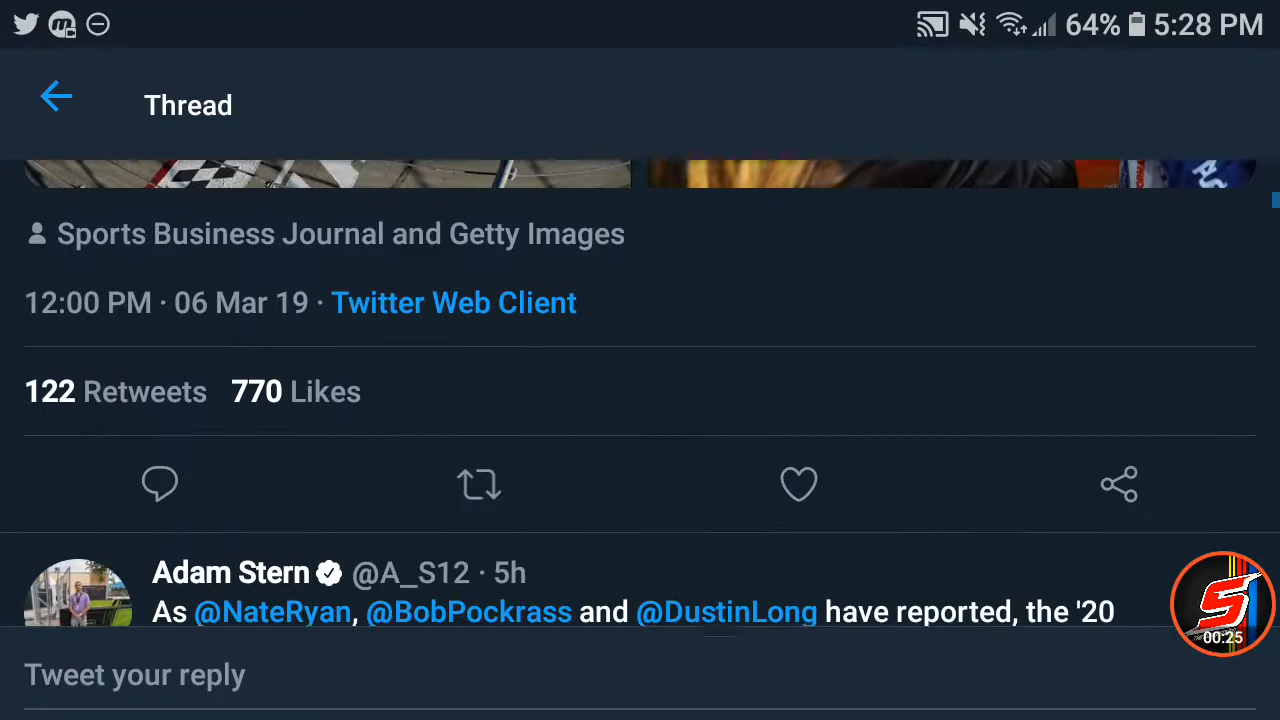 64% 5:28 PM
Thread
Sports Business Journal and Getty Images
12:00 PM · 06 Mar 19 · Twitter Web Client
122 Retweets 770 Likes
Adam Stern @A_S12 · 5h
As @NateRyan, @BobPockrass and @DustinLong have reported, the '20
00:25
Tweet your reply